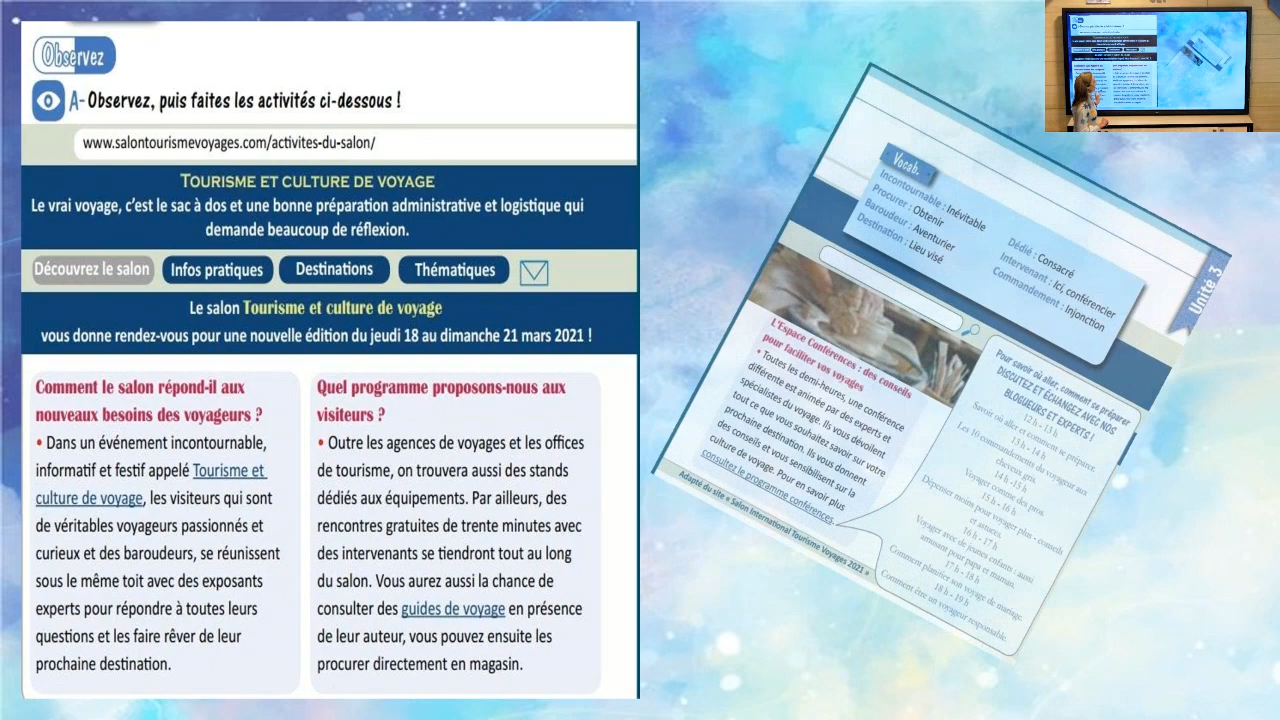 Observez
A- Observez, puis faites les activités ci-dessous !
www.salontourismevoyages.com/activites-du-salon/
TOURISME ET CULTURE DE VOYAGE
Le vrai voyage, c’est le sac à dos et une bonne préparation administrative et logistique qui
demande beaucoup de réflexion.
Découvrez le salon
Infos pratiques
Destinations
Thématiques
Le salon Tourisme et culture de voyage
vous donne rendez-vous pour une nouvelle édition du jeudi 18 au dimanche 21 mars 2021 !
Comment le salon répond-il aux
nouveaux besoins des voyageurs ?
• Dans un événement incontournable,
informatif et festif appelé Tourisme et
culture de voyage, les visiteurs qui sont
de véritables voyageurs passionnés et
curieux et des baroudeurs, se réunissent
sous le même toit avec des exposants
experts pour répondre à toutes leurs
questions et les faire rêver de leur
prochaine destination.
Quel programme proposons-nous aux
visiteurs ?
• Outre les agences de voyages et les offices
de tourisme, on trouvera aussi des stands
dédiés aux équipements. Par ailleurs, des
rencontres gratuites de trente minutes avec
des intervenants se tiendront tout au long
du salon. Vous aurez aussi la chance de
consulter des guides de voyage en présence
de leur auteur, vous pouvez ensuite les
procurer directement en magasin.
Vocab.
Incontournable : Inévitable
Procurer : Obtenir
Baroudeur : Aventurier
Destination : Lieu visé
Dédié : Consacré
Intervenant : Ici, conférencier
Commandement : Injonction
Unité 3
L'Espace Conférences : des conseils
pour faciliter vos voyages
• Toutes les demi-heures, une conférence
différente est animée par des experts et
spécialistes du voyage. Ils vous dévoilent
tout ce que vous souhaitez savoir sur votre
prochaine destination. Ils vous donnent
des conseils et vous sensibilisent sur la
culture de voyage. Pour en savoir plus
consultez le programme conférences.
Pour savoir où aller, comment se préparer
DISCUTEZ ET ÉCHANGEZ AVEC NOS
BLOGUEURS ET EXPERTS !
12 h - 13 h
Savoir où aller et comment se préparer.
13 h - 14 h
Les 10 commandements du voyageur aux
cheveux gris.
14 h -15 h
Voyager comme des pros.
15 h - 16 h
Dépenser moins pour voyager plus - conseils
et astuces.
16 h - 17 h
Voyager avec de jeunes enfants : aussi
amusant pour papa et maman.
17 h - 18 h
Comment planifier son voyage de mariage.
18 h - 19 h
Comment être un voyageur responsable.
Adapté du site « Salon International Tourisme Voyages 2021 »